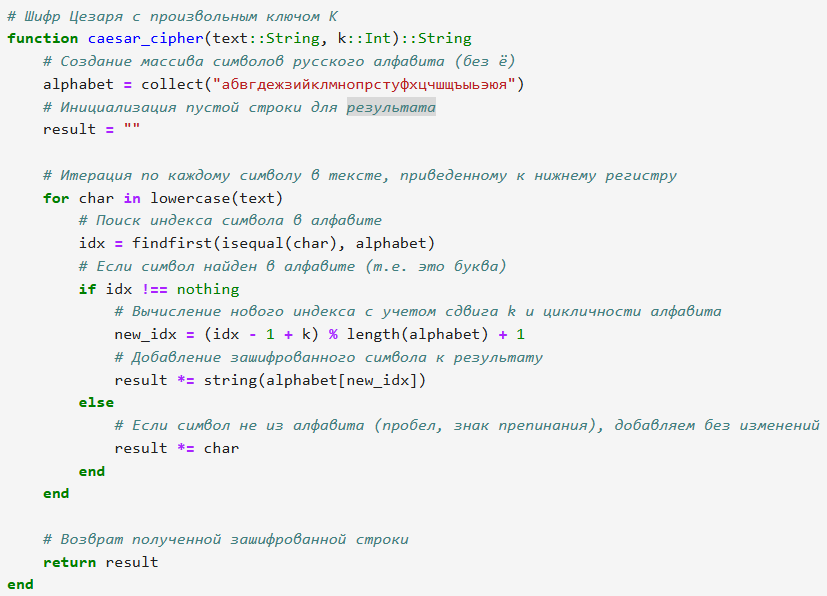 # Шифр Цезаря с произвольным ключом K
function caesar_cipher(text::String, k::Int)::String
    # Создание массива символов русского алфавита (без ё)
    alphabet = collect("абвгдежзийклмнопрстуфхцчшщъыьэюя")
    # Инициализация пустой строки для результата
    result = ""

    # Итерация по каждому символу в тексте, приведенному к нижнему регистру
    for char in lowercase(text)
        # Поиск индекса символа в алфавите
        idx = findfirst(isequal(char), alphabet)
        # Если символ найден в алфавите (т.е. это буква)
        if idx !== nothing
            # Вычисление нового индекса с учетом сдвига k и цикличности алфавита
            new_idx = (idx - 1 + k) % length(alphabet) + 1
            # Добавление зашифрованного символа к результату
            result *= string(alphabet[new_idx])
        else
            # Если символ не из алфавита (пробел, знак препинания), добавляем без изменений
            result *= char
        end
    end

    # Возврат полученной зашифрованной строки
    return result
end